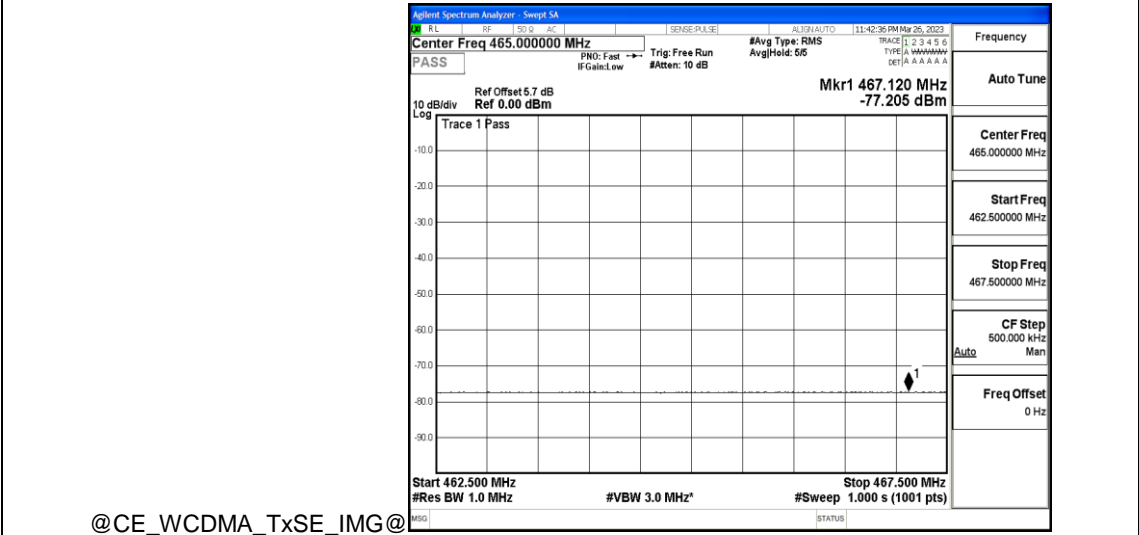 Agilent Spectrum Analyzer - Swept SA
RL RF 50 Ω AC SENSE:PULSE ALIGN AUTO 11:42:36 PM Mar 26, 2023
Center Freq 465.000000 MHz
PASS
PNO: Fast
IFGain:Low
Trig: Free Run
#Atten: 10 dB
#Avg Type: RMS
Avg|Hold: 5/5
TRACE 1 2 3 4 5 6
TYPE A WWWWW
DET A A A A A A
Mkr1 467.120 MHz
-77.205 dBm
Ref Offset 5.7 dB
10 dB/div Ref 0.00 dBm
Log
Trace 1 Pass
-10.0
-20.0
-30.0
-40.0
-50.0
-60.0
-70.0
-80.0
-90.0
1
Start 462.500 MHz Stop 467.500 MHz
#Res BW 1.0 MHz #VBW 3.0 MHz* #Sweep 1.000 s (1001 pts)
MSG STATUS
Frequency
Auto Tune
Center Freq
465.000000 MHz
Start Freq
462.500000 MHz
Stop Freq
467.500000 MHz
CF Step
500.000 kHz
Auto Man
Freq Offset
0 Hz
@CE_WCDMA_TxSE_IMG@